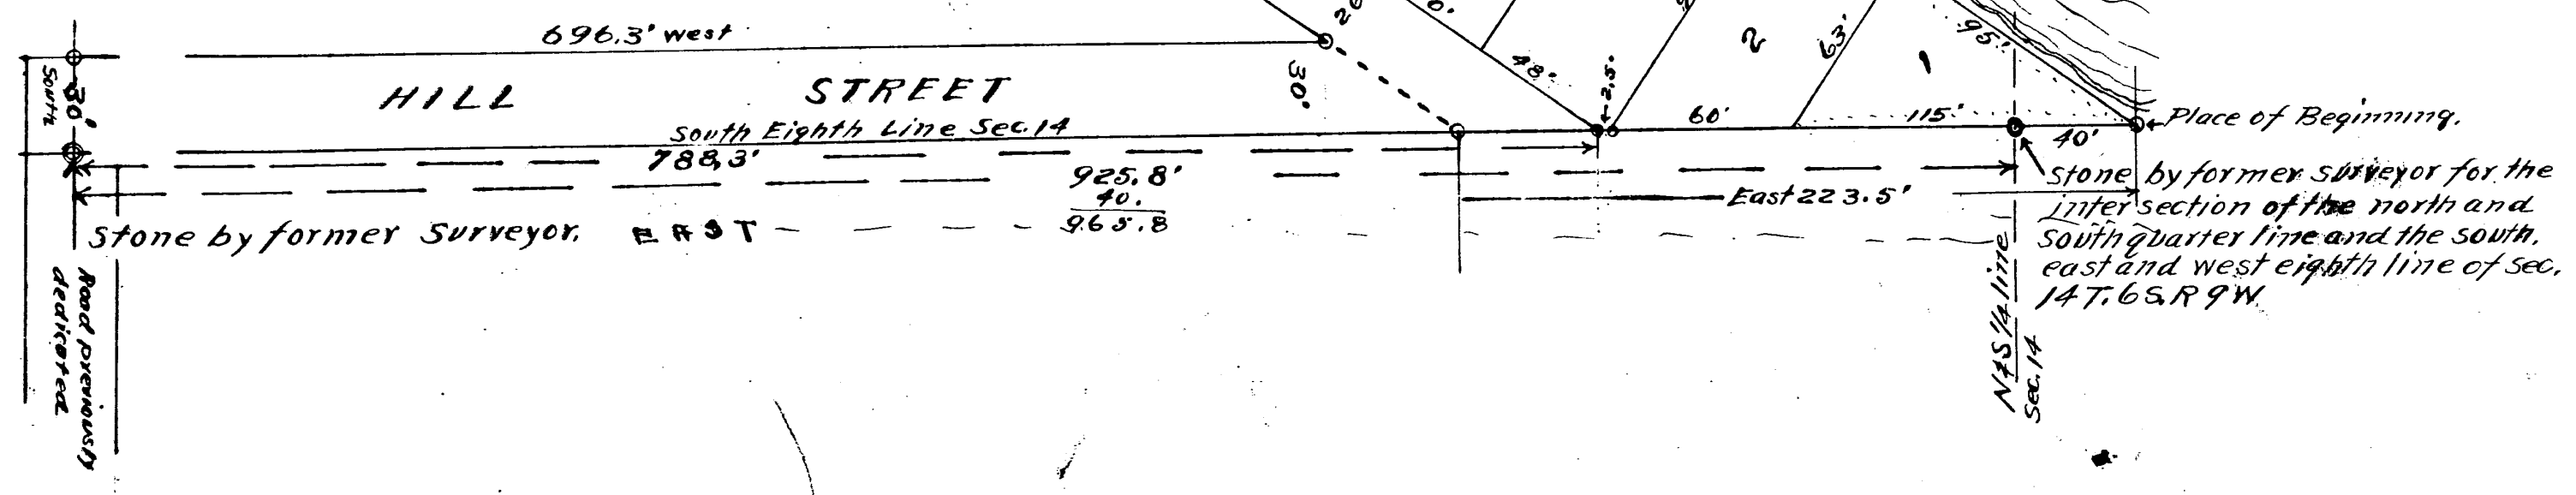 696.3' west
30'
South
HILL STREET
30'
South Eighth Line Sec. 14
788,3'
925.8'
40.
965.8
Stone by former Surveyor. EAST
Road previously
dedicated
48'
2.5'
2
63'
1
95'
60'
115'
40'
Place of Beginning.
East 223.5'
Stone by former surveyor for the
intersection of the north and
south quarter line and the south,
east and west eighth line of sec.
14 T. 6 S. R 9 W.
N & S 1/4 line
Sec. 14